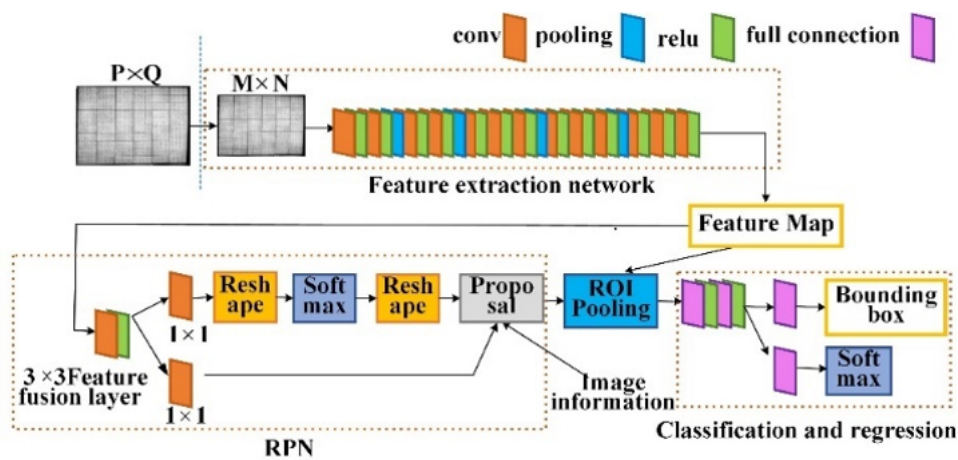 conv pooling relu full connection
P×Q
M×N
Feature extraction network
Feature Map
Resh
ape
Soft
max
Resh
ape
Propo
sal
ROI
Pooling
Bounding
box
1×1
3×3Feature
fusion layer
1×1
Image
information
Soft
max
RPN
Classification and regression